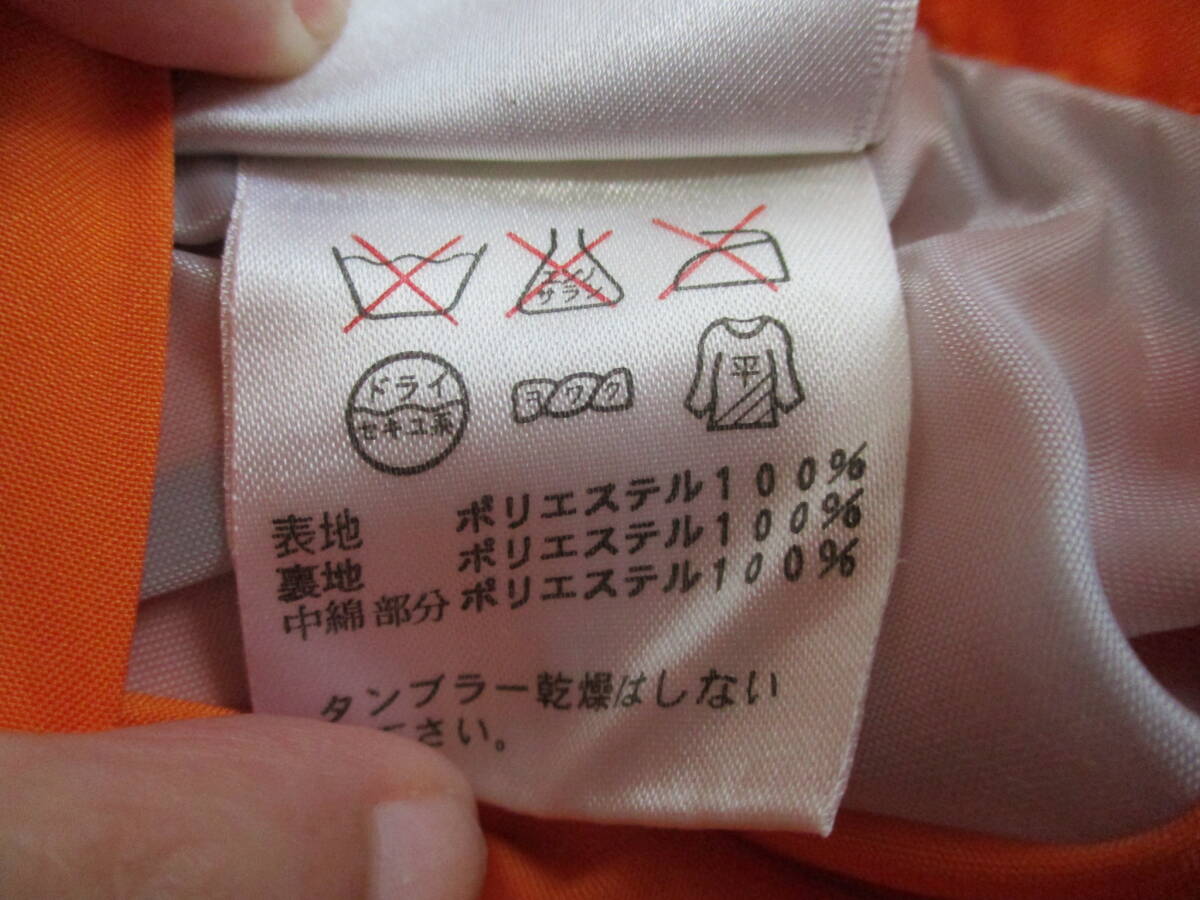 エンソ
サラシ
ドライ
セキユ系
ヨワク
平
表地 ポリエステル100%
裏地 ポリエステル100%
中綿部分 ポリエステル100%
タンブラー乾燥はしない
ださい。